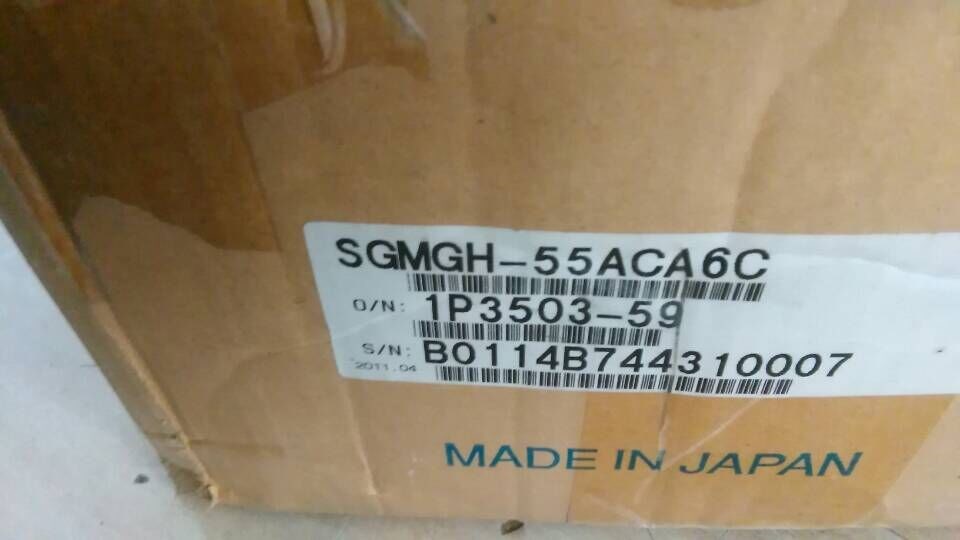 SGMGH-55ACA6C
O/N: 1P3503-59
S/N: B0114B744310007
2011.04
MADE IN JAPAN